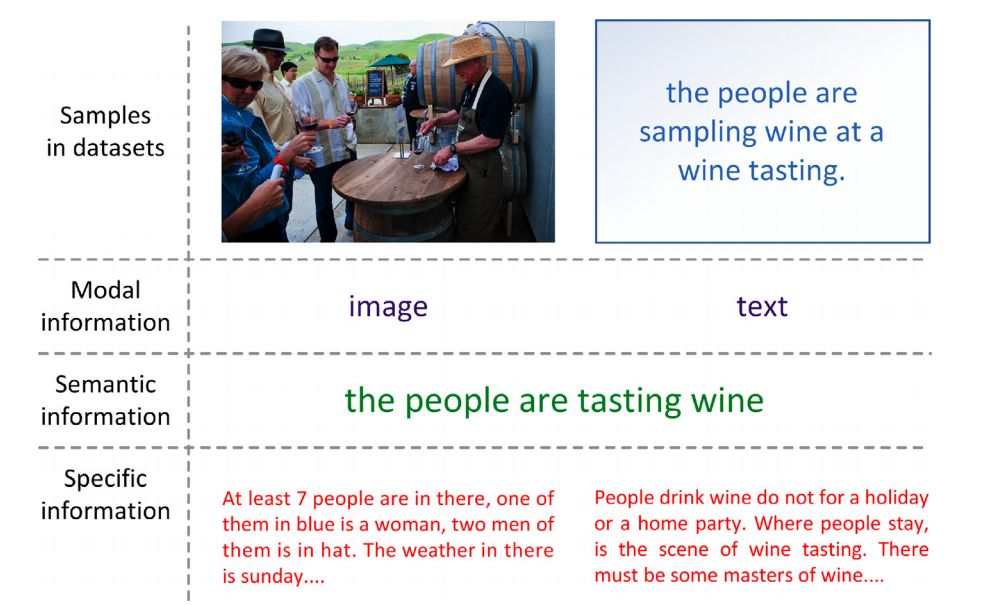 Samples
in datasets
the people are
sampling wine at a
wine tasting.
Modal
information
image
text
Semantic
information
the people are tasting wine
Specific
information
At least 7 people are in there, one of
them in blue is a woman, two men of
them is in hat. The weather in there
is sunday....
People drink wine do not for a holiday
or a home party. Where people stay,
is the scene of wine tasting. There
must be some masters of wine....